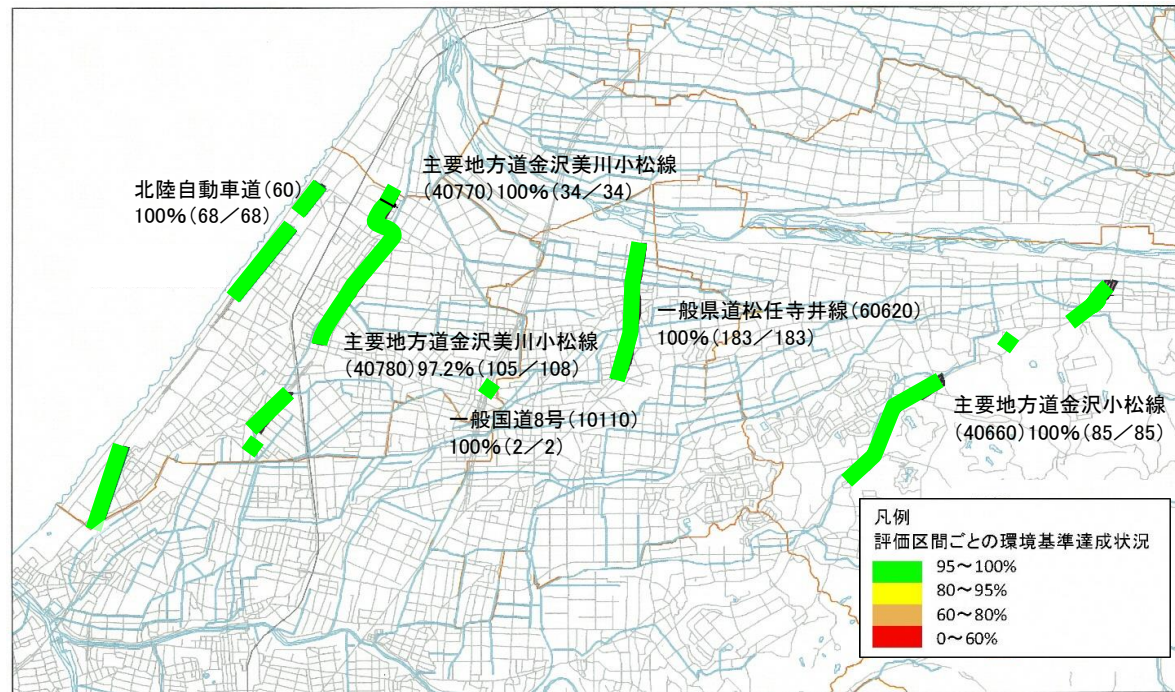 主要地方道金沢美川小松線
(40770)100%(34／34)
北陸自動車道(60)
100%(68／68)
一般県道松任寺井線(60620)
100%(183／183)
主要地方道金沢美川小松線
(40780)97.2%(105／108)
一般国道8号(10110)
100%(2／2)
主要地方道金沢小松線
(40660)100%(85／85)
凡例
評価区間ごとの環境基準達成状況
95～100%
80～95%
60～80%
0～60%